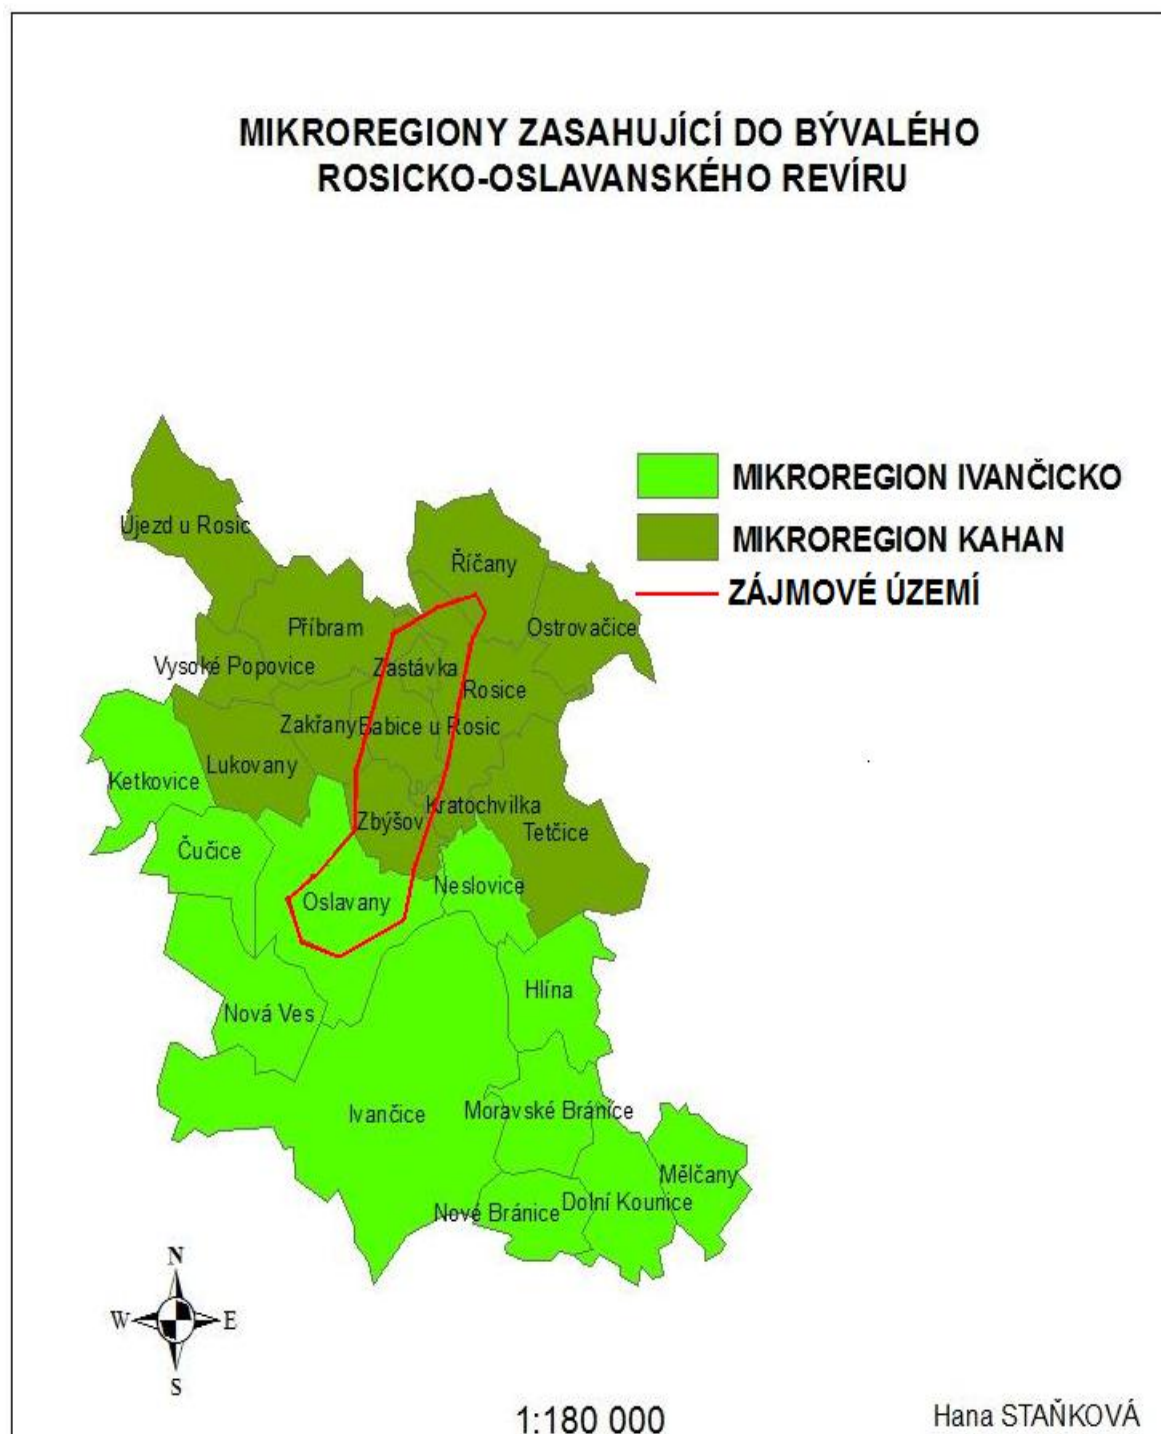 MIKROREGIONY ZASAHUJÍCÍ DO BÝVALÉHO
ROSICKO-OSLAVANSKÉHO REVÍRU
MIKROREGION IVANČICKO
MIKROREGION KAHAN
ZÁJMOVÉ ÚZEMÍ
Újezd u Rosic
Říčany
Příbram
Ostrovačice
Vysoké Popovice
Zastávka
Rosice
Zakřany
Babice u Rosic
Lukovany
Ketkovice
Kratochvilka
Zbýšov
Tetčice
Čučice
Neslovice
Oslavany
Hlína
Nová Ves
Ivančice
Moravské Bránice
Mělčany
Dolní Kounice
Nové Bránice
N
W
E
S
1:180 000
Hana STAŇKOVÁ